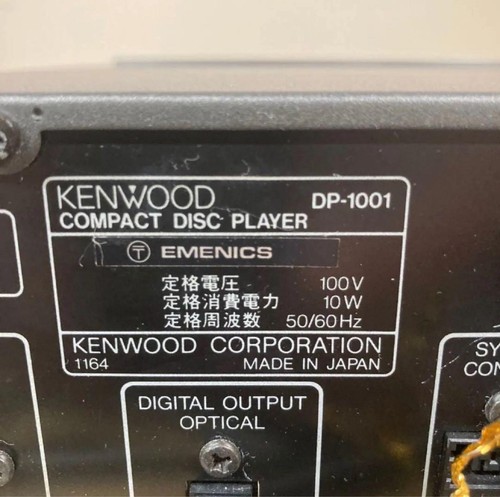 KENWOOD DP-1001
COMPACT DISC PLAYER
T EMENICS
定格電圧 100V
定格消費電力 10W
定格周波数 50/60Hz
KENWOOD CORPORATION
1164 MADE IN JAPAN
DIGITAL OUTPUT
OPTICAL
SY
CON